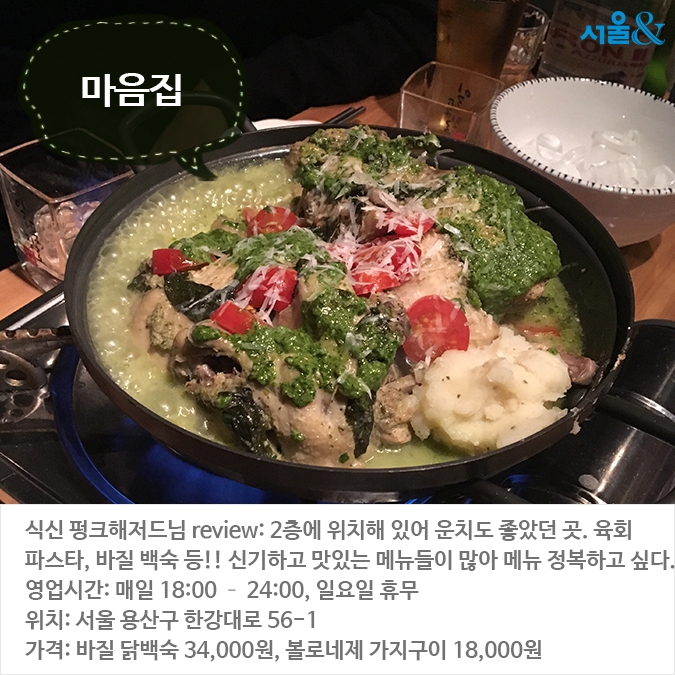 서울&
마음집
식신 펑크해저드님 review: 2층에 위치해 있어 운치도 좋았던 곳. 육회
파스타, 바질 백숙 등!! 신기하고 맛있는 메뉴들이 많아 메뉴 정복하고 싶다.
영업시간: 매일 18:00 – 24:00, 일요일 휴무
위치: 서울 용산구 한강대로 56-1
가격: 바질 닭백숙 34,000원, 볼로네제 가지구이 18,000원